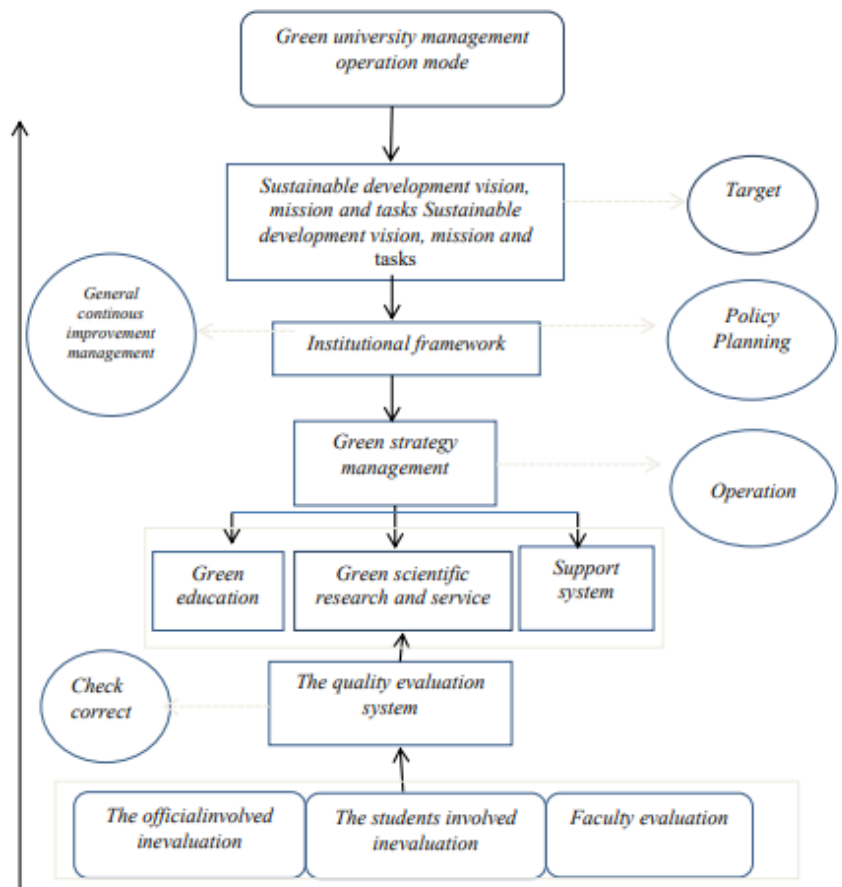 Green university management
operation mode
Sustainable development vision,
mission and tasks Sustainable
development vision, mission and
tasks
Target
General
continous
improvement
management
Institutional framework
Policy
Planning
Green strategy
management
Operation
Green
education
Green scientific
research and service
Support
system
Check
correct
The quality evaluation
system
The officialinvolved
inevaluation
The students involved
inevaluation
Faculty evaluation